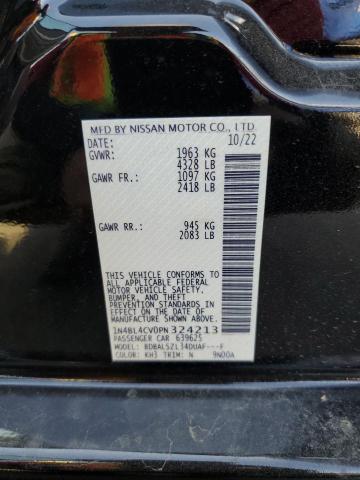 MFD BY NISSAN MOTOR CO., LTD.
DATE: 10/22
GVWR: 1963 KG
4328 LB
GAWR FR: 1097 KG
2418 LB
GAWR RR: 945 KG
2083 LB
THIS VEHICLE CONFORMS TO
ALL APPLICABLE FEDERAL
MOTOR VEHICLE SAFETY,
BUMPER, AND THEFT
PREVENTION STANDARDS
IN EFFECT ON THE DATE OF
MANUFACTURE SHOWN ABOVE.
1N4BL4CV0PN324213
PASSENGER CAR 639625
MODEL: BDBALSZL34DUAF---F
COLOR: KH3 TRIM: N 9N00A